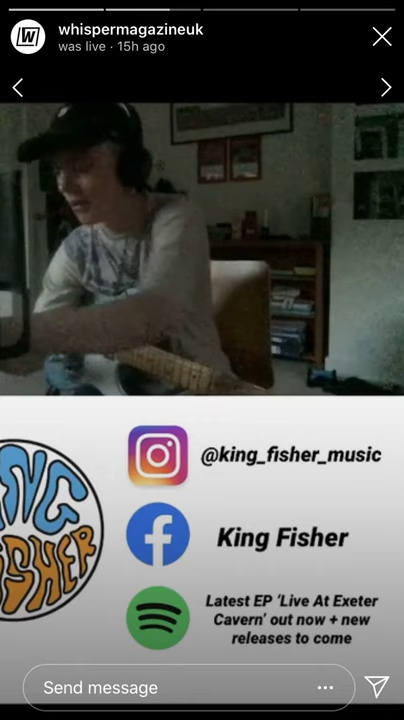 whispermagazineuk
was live · 15h ago
@king_fisher_music
King Fisher
Latest EP ‘Live At Exeter
Cavern’ out now + new
releases to come
Send message